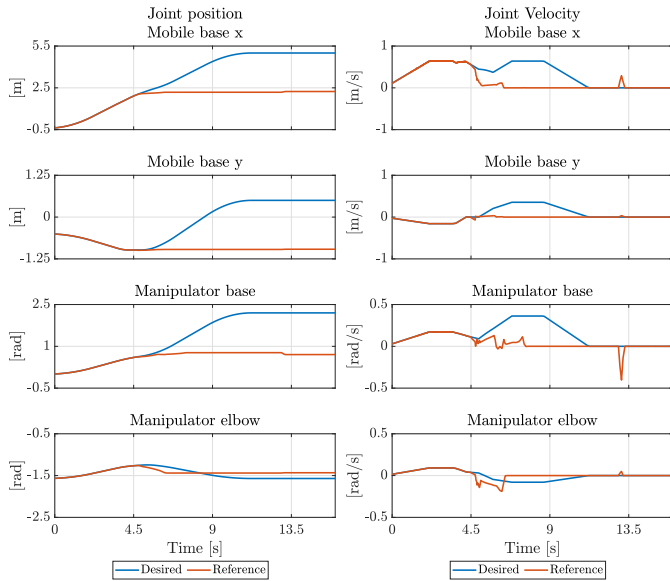 Joint position
Mobile base x
5.5
2.5
-0.5
[m]
Joint Velocity
Mobile base x
1
0
-1
[m/s]
Mobile base y
1.25
0
-1.25
[m]
Mobile base y
1
0
-1
[m/s]
Manipulator base
2.5
1
-0.5
[rad]
Manipulator base
0.5
0
-0.5
[rad/s]
Manipulator elbow
-0.5
-1.5
-2.5
[rad]
0 4.5 9 13.5
Time [s]
Desired Reference
Manipulator elbow
0.5
0
-0.5
[rad/s]
0 4.5 9 13.5
Time [s]
Desired Reference